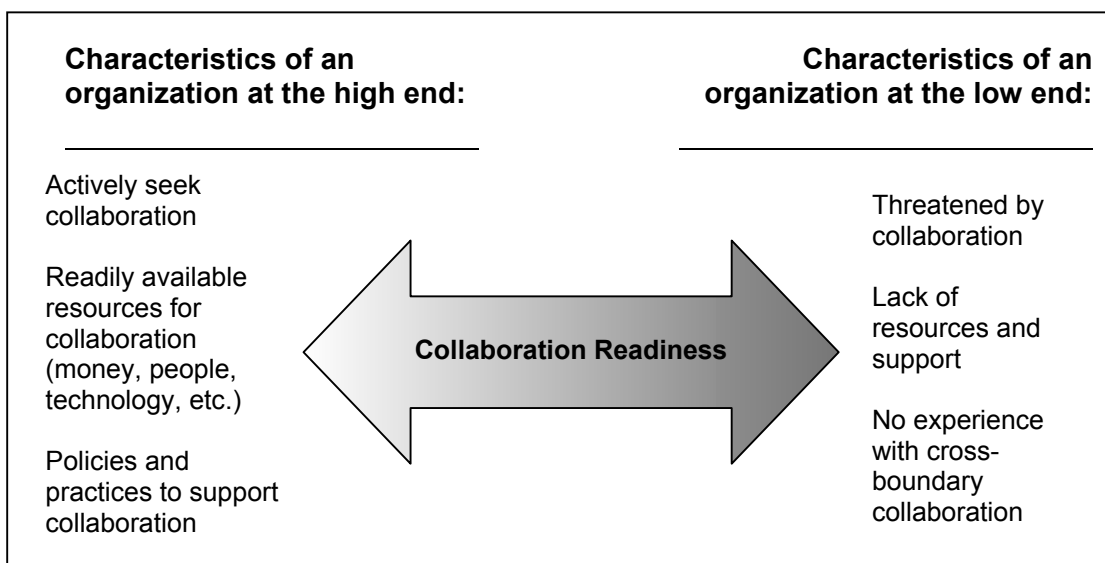 Characteristics of an
organization at the high end:
Actively seek
collaboration
Readily available
resources for
collaboration
(money, people,
technology, etc.)
Policies and
practices to support
collaboration
Collaboration Readiness
Characteristics of an
organization at the low end:
Threatened by
collaboration
Lack of
resources and
support
No experience
with cross-
boundary
collaboration